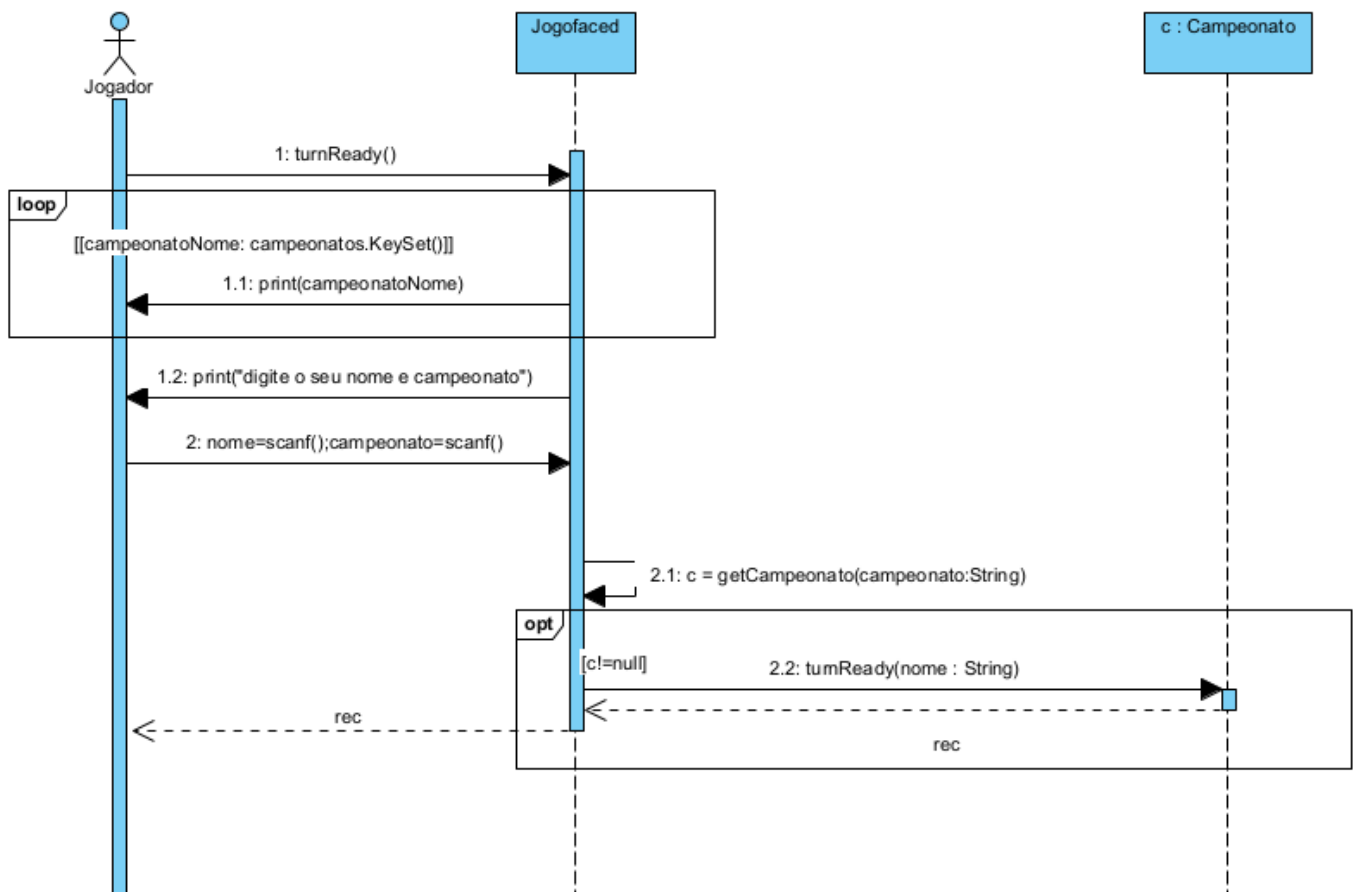 Jogofaced
c : Campeonato
Jogador
1: turnReady()
loop
[[campeonatoNome: campeonatos.KeySet()]]
1.1: print(campeonatoNome)
1.2: print("digite o seu nome e campeonato")
2: nome=scanf();campeonato=scanf()
2.1: c = getCampeonato(campeonato:String)
opt
[c!=null]
2.2: turnReady(nome : String)
rec
rec